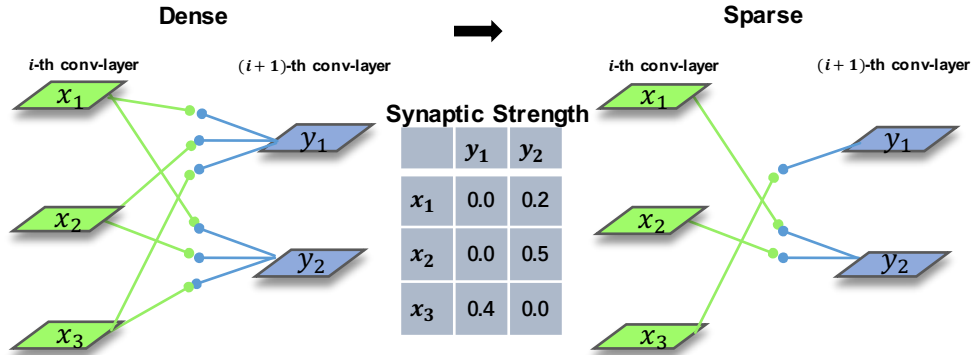 Dense
Sparse
i-th conv-layer
(i + 1)-th conv-layer
i-th conv-layer
(i + 1)-th conv-layer
x₁
x₂
x₃
y₁
y₂
Synaptic Strength
y₁ y₂
x₁ 0.0 0.2
x₂ 0.0 0.5
x₃ 0.4 0.0
x₁
x₂
x₃
y₁
y₂